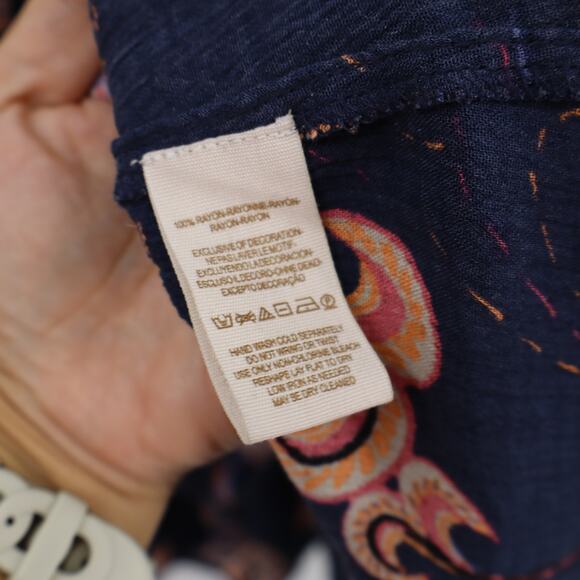 100% RAYON-RAYONNE-RAYÓN-
RAYON-RAYON
EXCLUSIVE OF DECORATION-
NE PAS LAVER LE MOTIF-
EXCLUYENDO LA DECORACION
ESCLUSO IL DECORO-OHNE DEKO-
EXCEPTO DECORAÇÃO
HAND WASH COLD SEPARATELY
DO NOT WRING OR TWIST
USE ONLY NON-CHLORINE BLEACH
RESHAPE LAY FLAT TO DRY
LOW IRON AS NEEDED
MAY BE DRY CLEANED